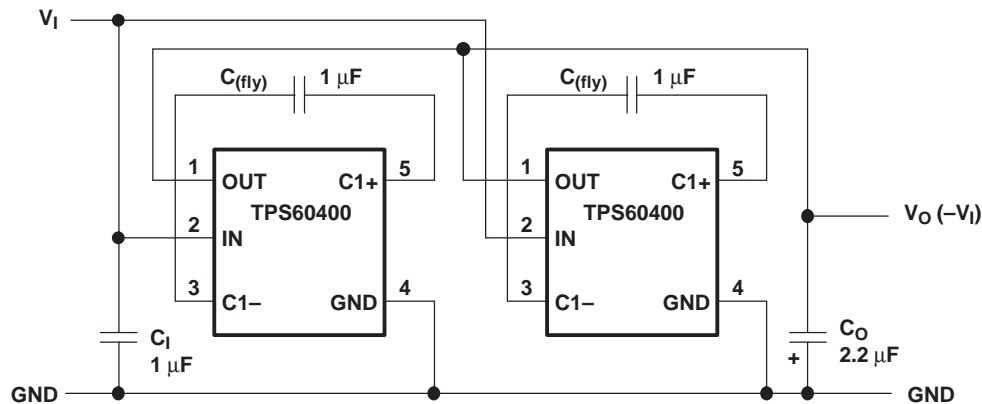 VI
C(fly) 1 μF
C(fly) 1 μF
1 OUT C1+ 5
TPS60400
2 IN
3 C1– GND 4
1 OUT C1+ 5
TPS60400
2 IN
3 C1– GND 4
VO (–VI)
CI
1 μF
CO
2.2 μF
+
GND
GND